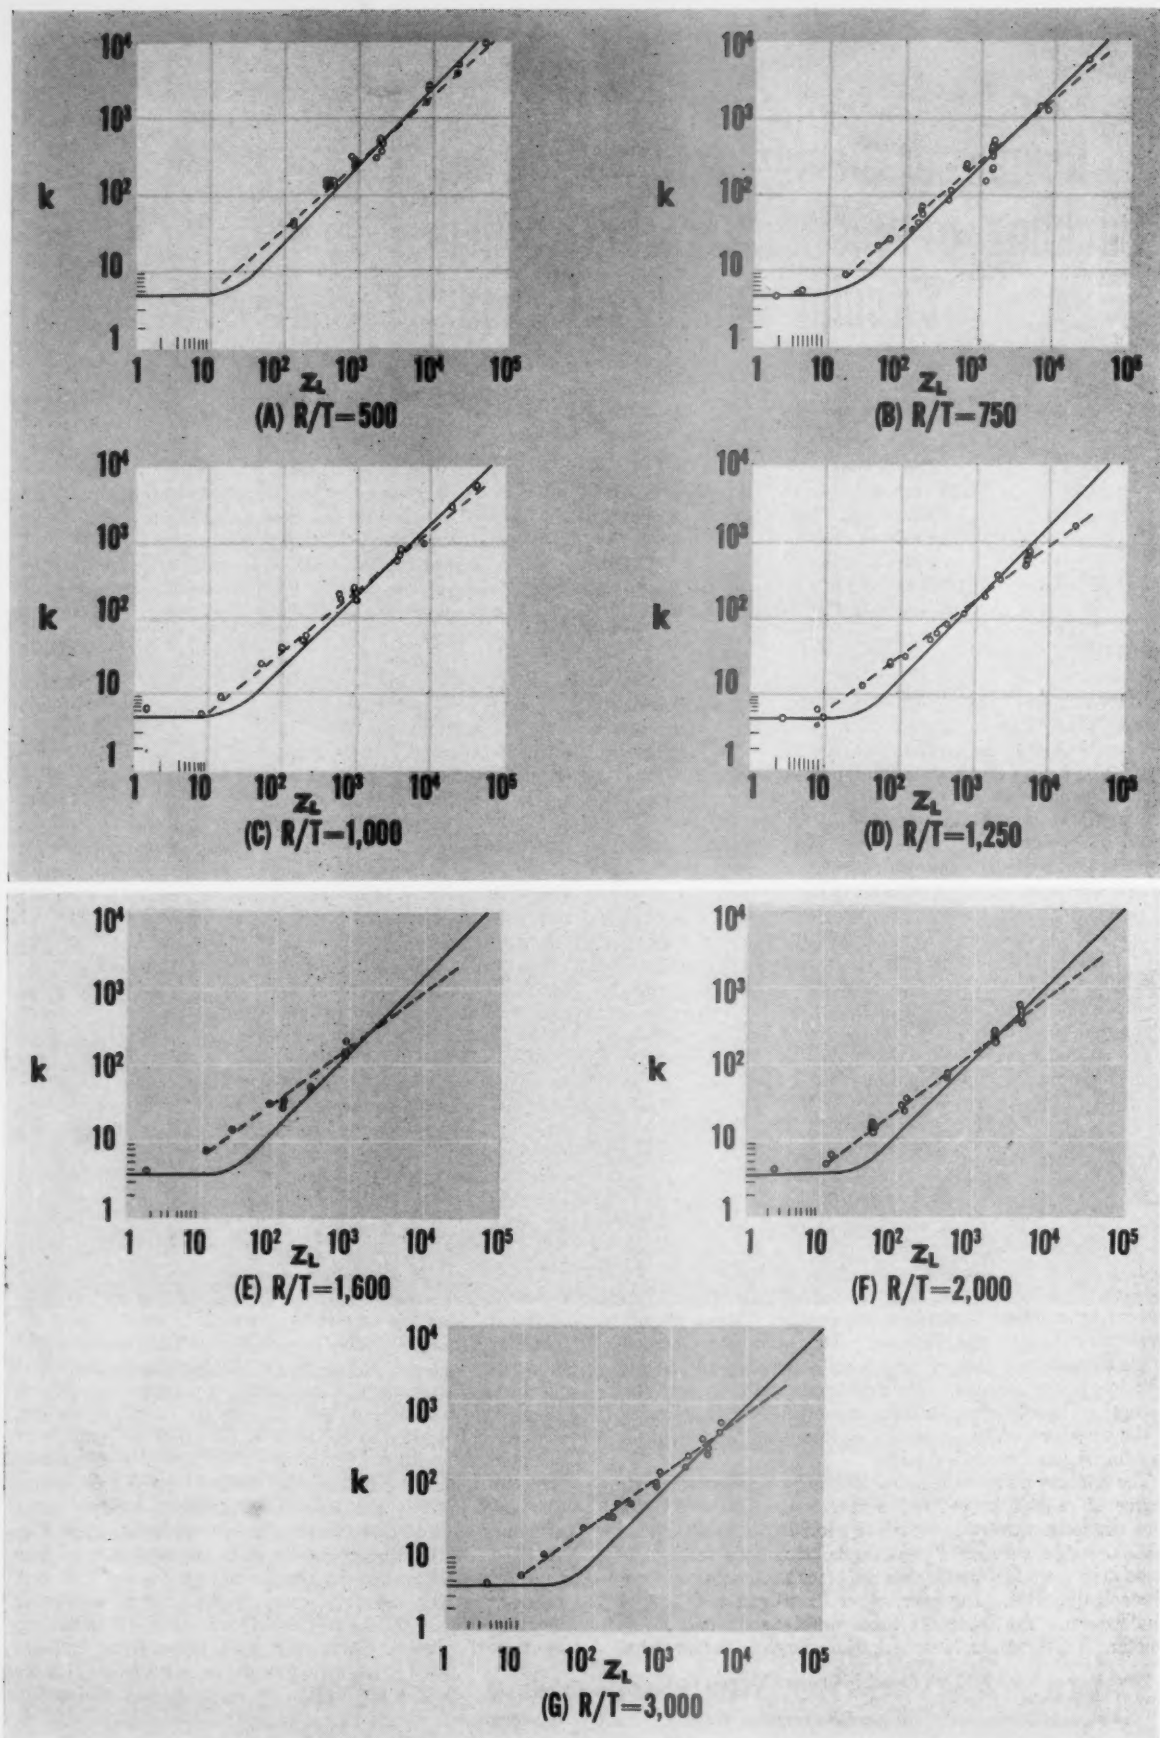 10⁴
10³
k 10²
10
1
1 10 10² 10³ 10⁴ 10⁵
Z_L
(A) R/T=500
10⁴
10³
k 10²
10
1
1 10 10² 10³ 10⁴ 10⁵
Z_L
(B) R/T=750
10⁴
10³
k 10²
10
1
1 10 10² 10³ 10⁴ 10⁵
Z_L
(C) R/T=1,000
10⁴
10³
k 10²
10
1
1 10 10² 10³ 10⁴ 10⁵
Z_L
(D) R/T=1,250
10⁴
10³
k 10²
10
1
1 10 10² 10³ 10⁴ 10⁵
Z_L
(E) R/T=1,600
10⁴
10³
k 10²
10
1
1 10 10² 10³ 10⁴ 10⁵
Z_L
(F) R/T=2,000
10⁴
10³
k 10²
10
1
1 10 10² 10³ 10⁴ 10⁵
Z_L
(G) R/T=3,000